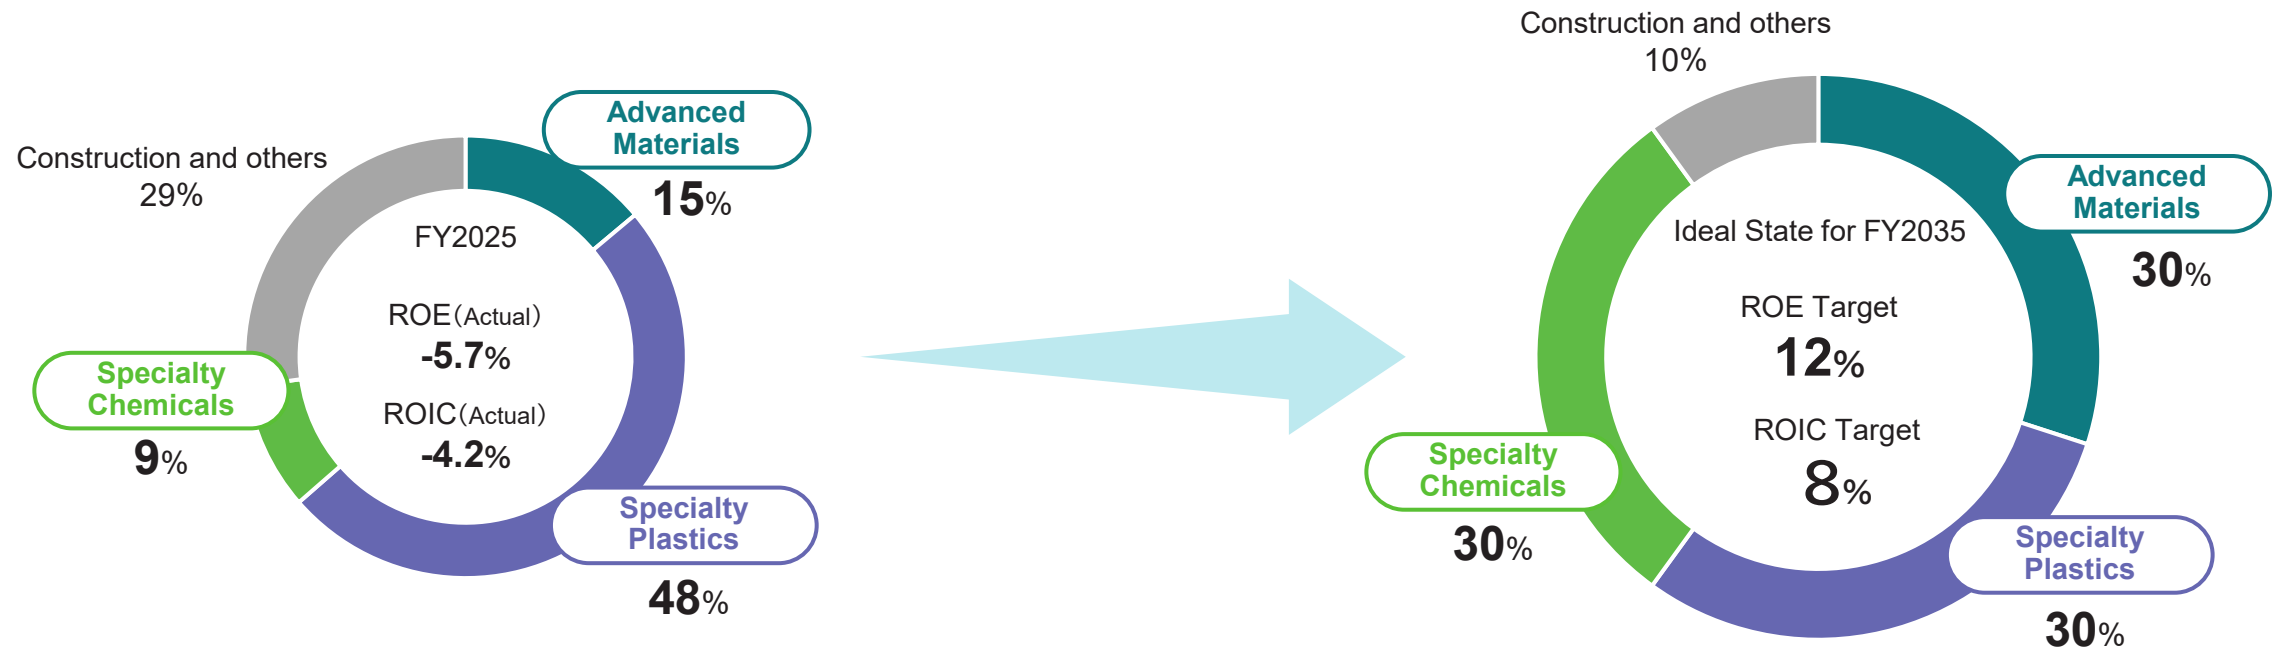 Construction and others
29%
Advanced
Materials
15%
FY2025
ROE（Actual）
-5.7%
ROIC（Actual）
-4.2%
Specialty
Chemicals
9%
Specialty
Plastics
48%
Construction and others
10%
Advanced
Materials
30%
Ideal State for FY2035
ROE Target
12%
ROIC Target
8%
Specialty
Chemicals
30%
Specialty
Plastics
30%